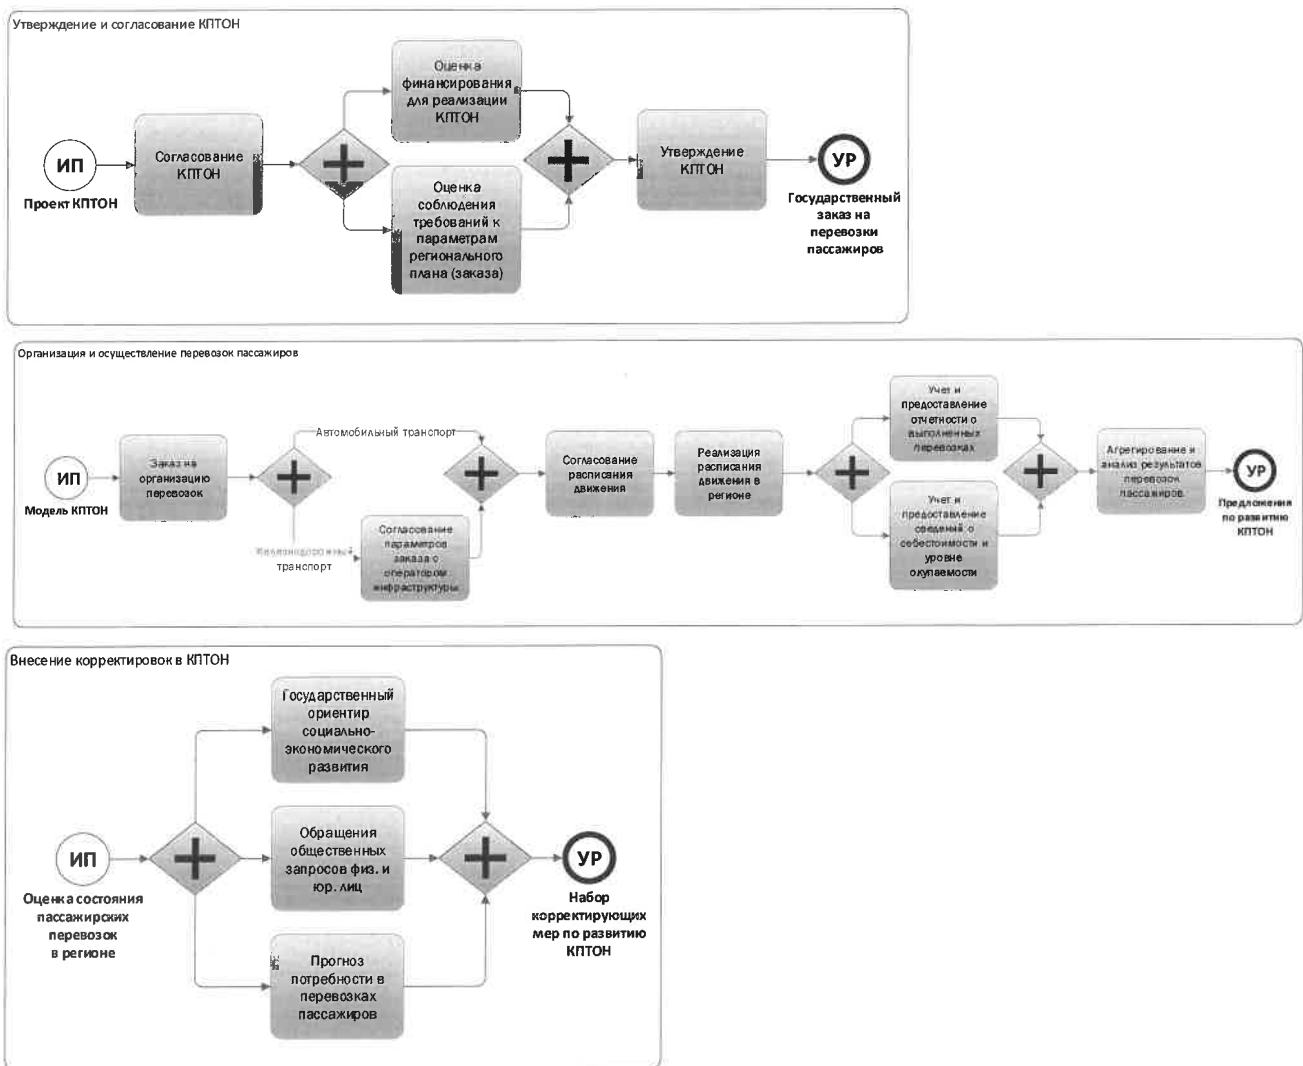 Утверждение и согласование КПТОН
Оценка
финансирования
для реализации
КПТОН
ИП
Проект КПТОН
Согласование
КПТОН
Оценка
соблюдения
требований к
параметрам
регионального
плана (заказа)
Утверждение
КПТОН
УР
Государственный
заказ на
перевозки
пассажиров
Организация и осуществление перевозок пассажиров
ИП
Модель КПТОН
Заказ на
организацию
перевозок
Автомобильный транспорт
Железнодорожный
транспорт
Согласование
параметров
заказа с
оператором
инфраструктуры
Согласование
расписания
движения
Реализация
расписания
движения в
регионе
Учет и
предоставление
отчетности о
выполненных
перевозках
Учет и
предоставление
сведений о
себестоимости и
уровне
окупаемости
Агрегирование и
анализ результатов
перевозок
пассажиров
УР
Предложения
по развитию
КПТОН
Внесение корректировок в КПТОН
Государственный
ориентир
социально-
экономического
развития
ИП
Оценка состояния
пассажирских
перевозок
в регионе
Обращения
общественных
запросов физ. и
юр. лиц
Прогноз
потребности в
перевозках
пассажиров
УР
Набор
корректирующих
мер по развитию
КПТОН